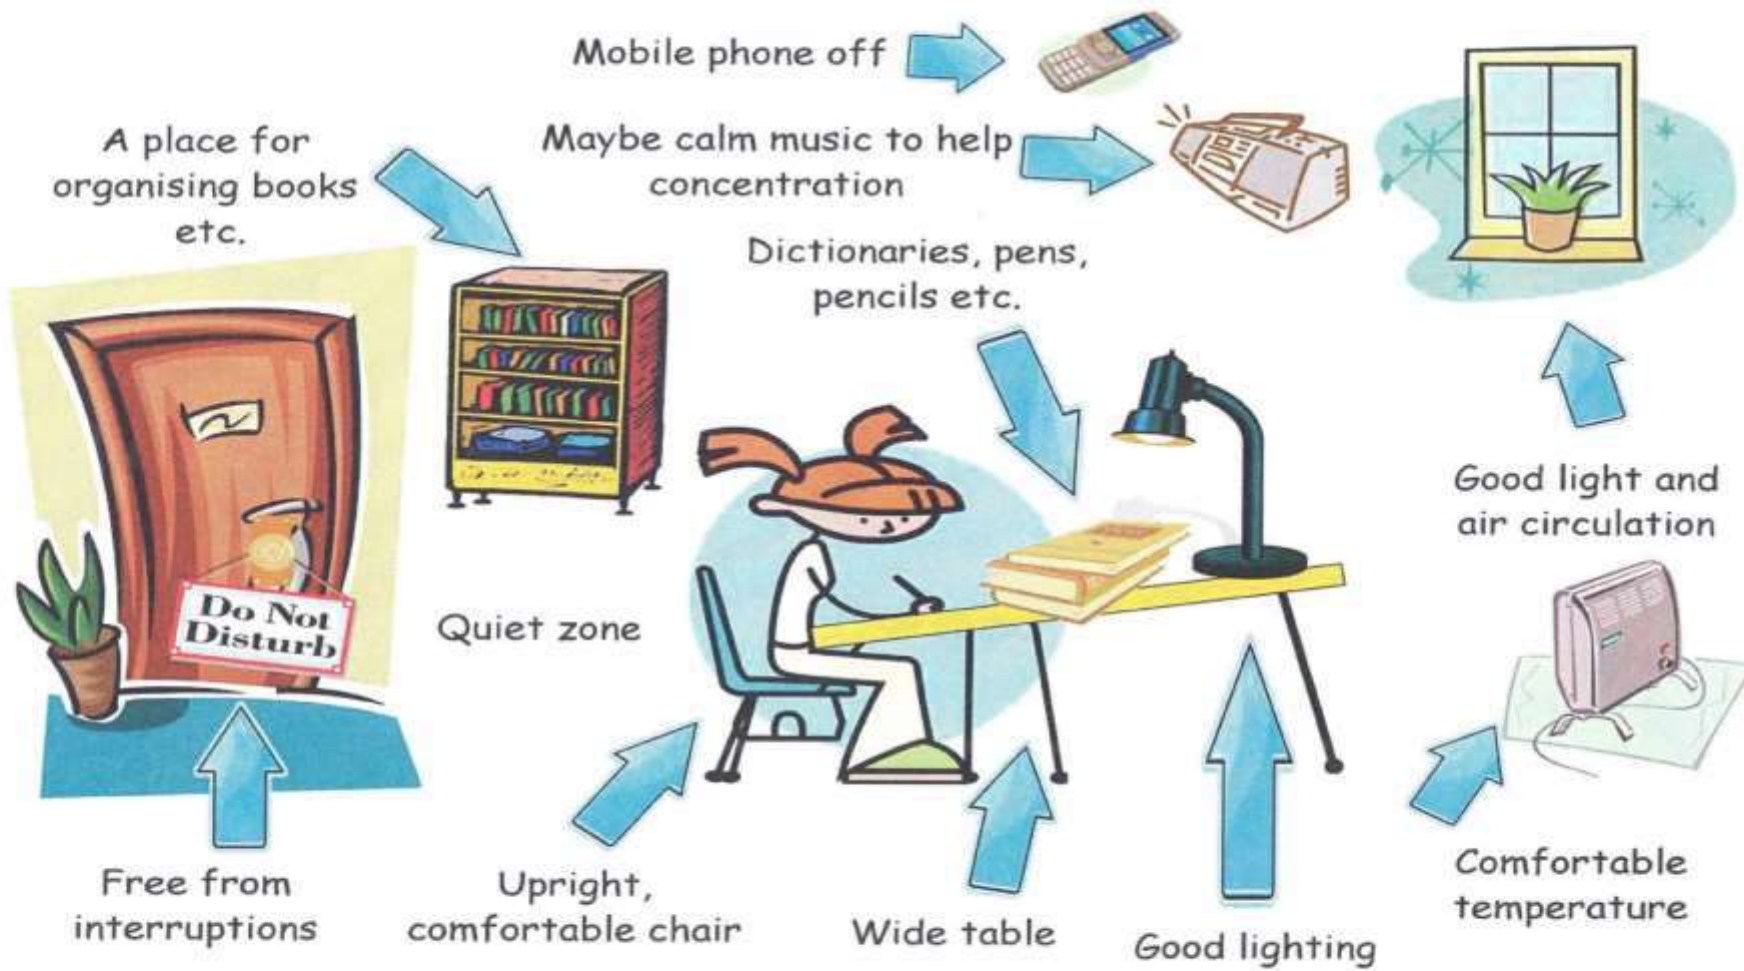 Mobile phone off
A place for
organising books
etc.
Maybe calm music to help
concentration
Dictionaries, pens,
pencils etc.
Good light and
air circulation
Do Not
Disturb
Quiet zone
Free from
interruptions
Upright,
comfortable chair
Wide table
Good lighting
Comfortable
temperature